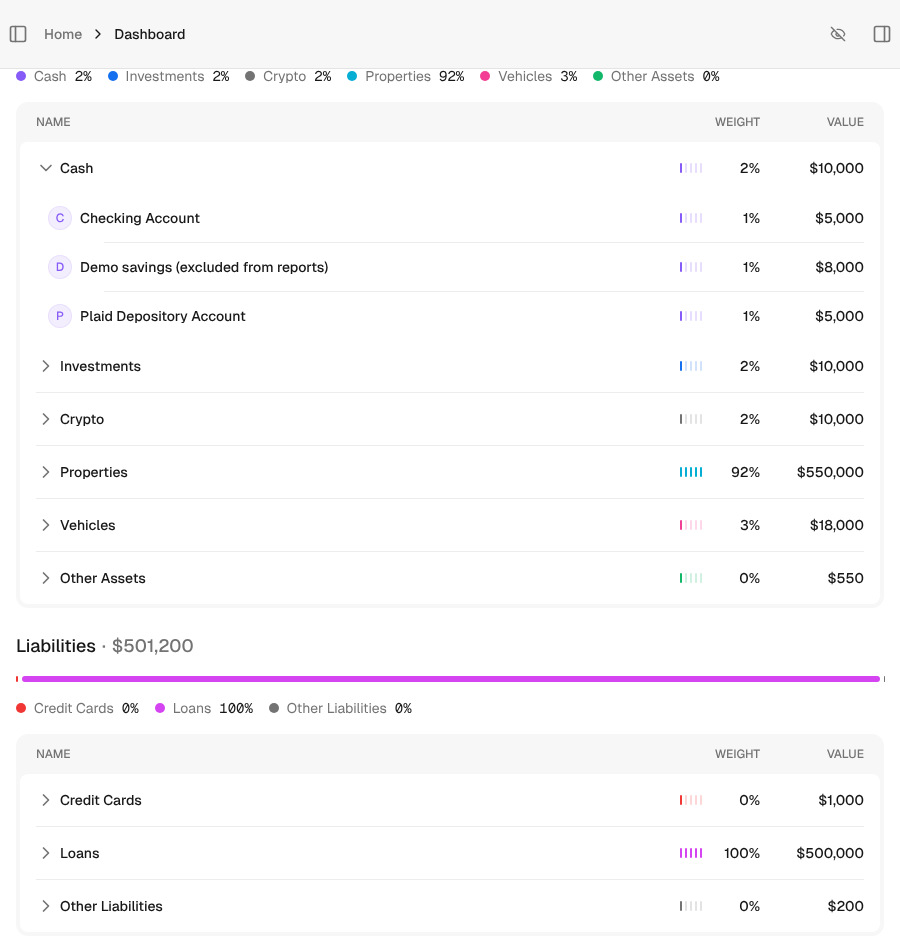 Home > Dashboard
Cash 2% Investments 2% Crypto 2% Properties 92% Vehicles 3% Other Assets 0%
NAME WEIGHT VALUE
Cash 2% $10,000
C Checking Account 1% $5,000
D Demo savings (excluded from reports) 1% $8,000
P Plaid Depository Account 1% $5,000
Investments 2% $10,000
Crypto 2% $10,000
Properties 92% $550,000
Vehicles 3% $18,000
Other Assets 0% $550
Liabilities · $501,200
Credit Cards 0% Loans 100% Other Liabilities 0%
NAME WEIGHT VALUE
Credit Cards 0% $1,000
Loans 100% $500,000
Other Liabilities 0% $200